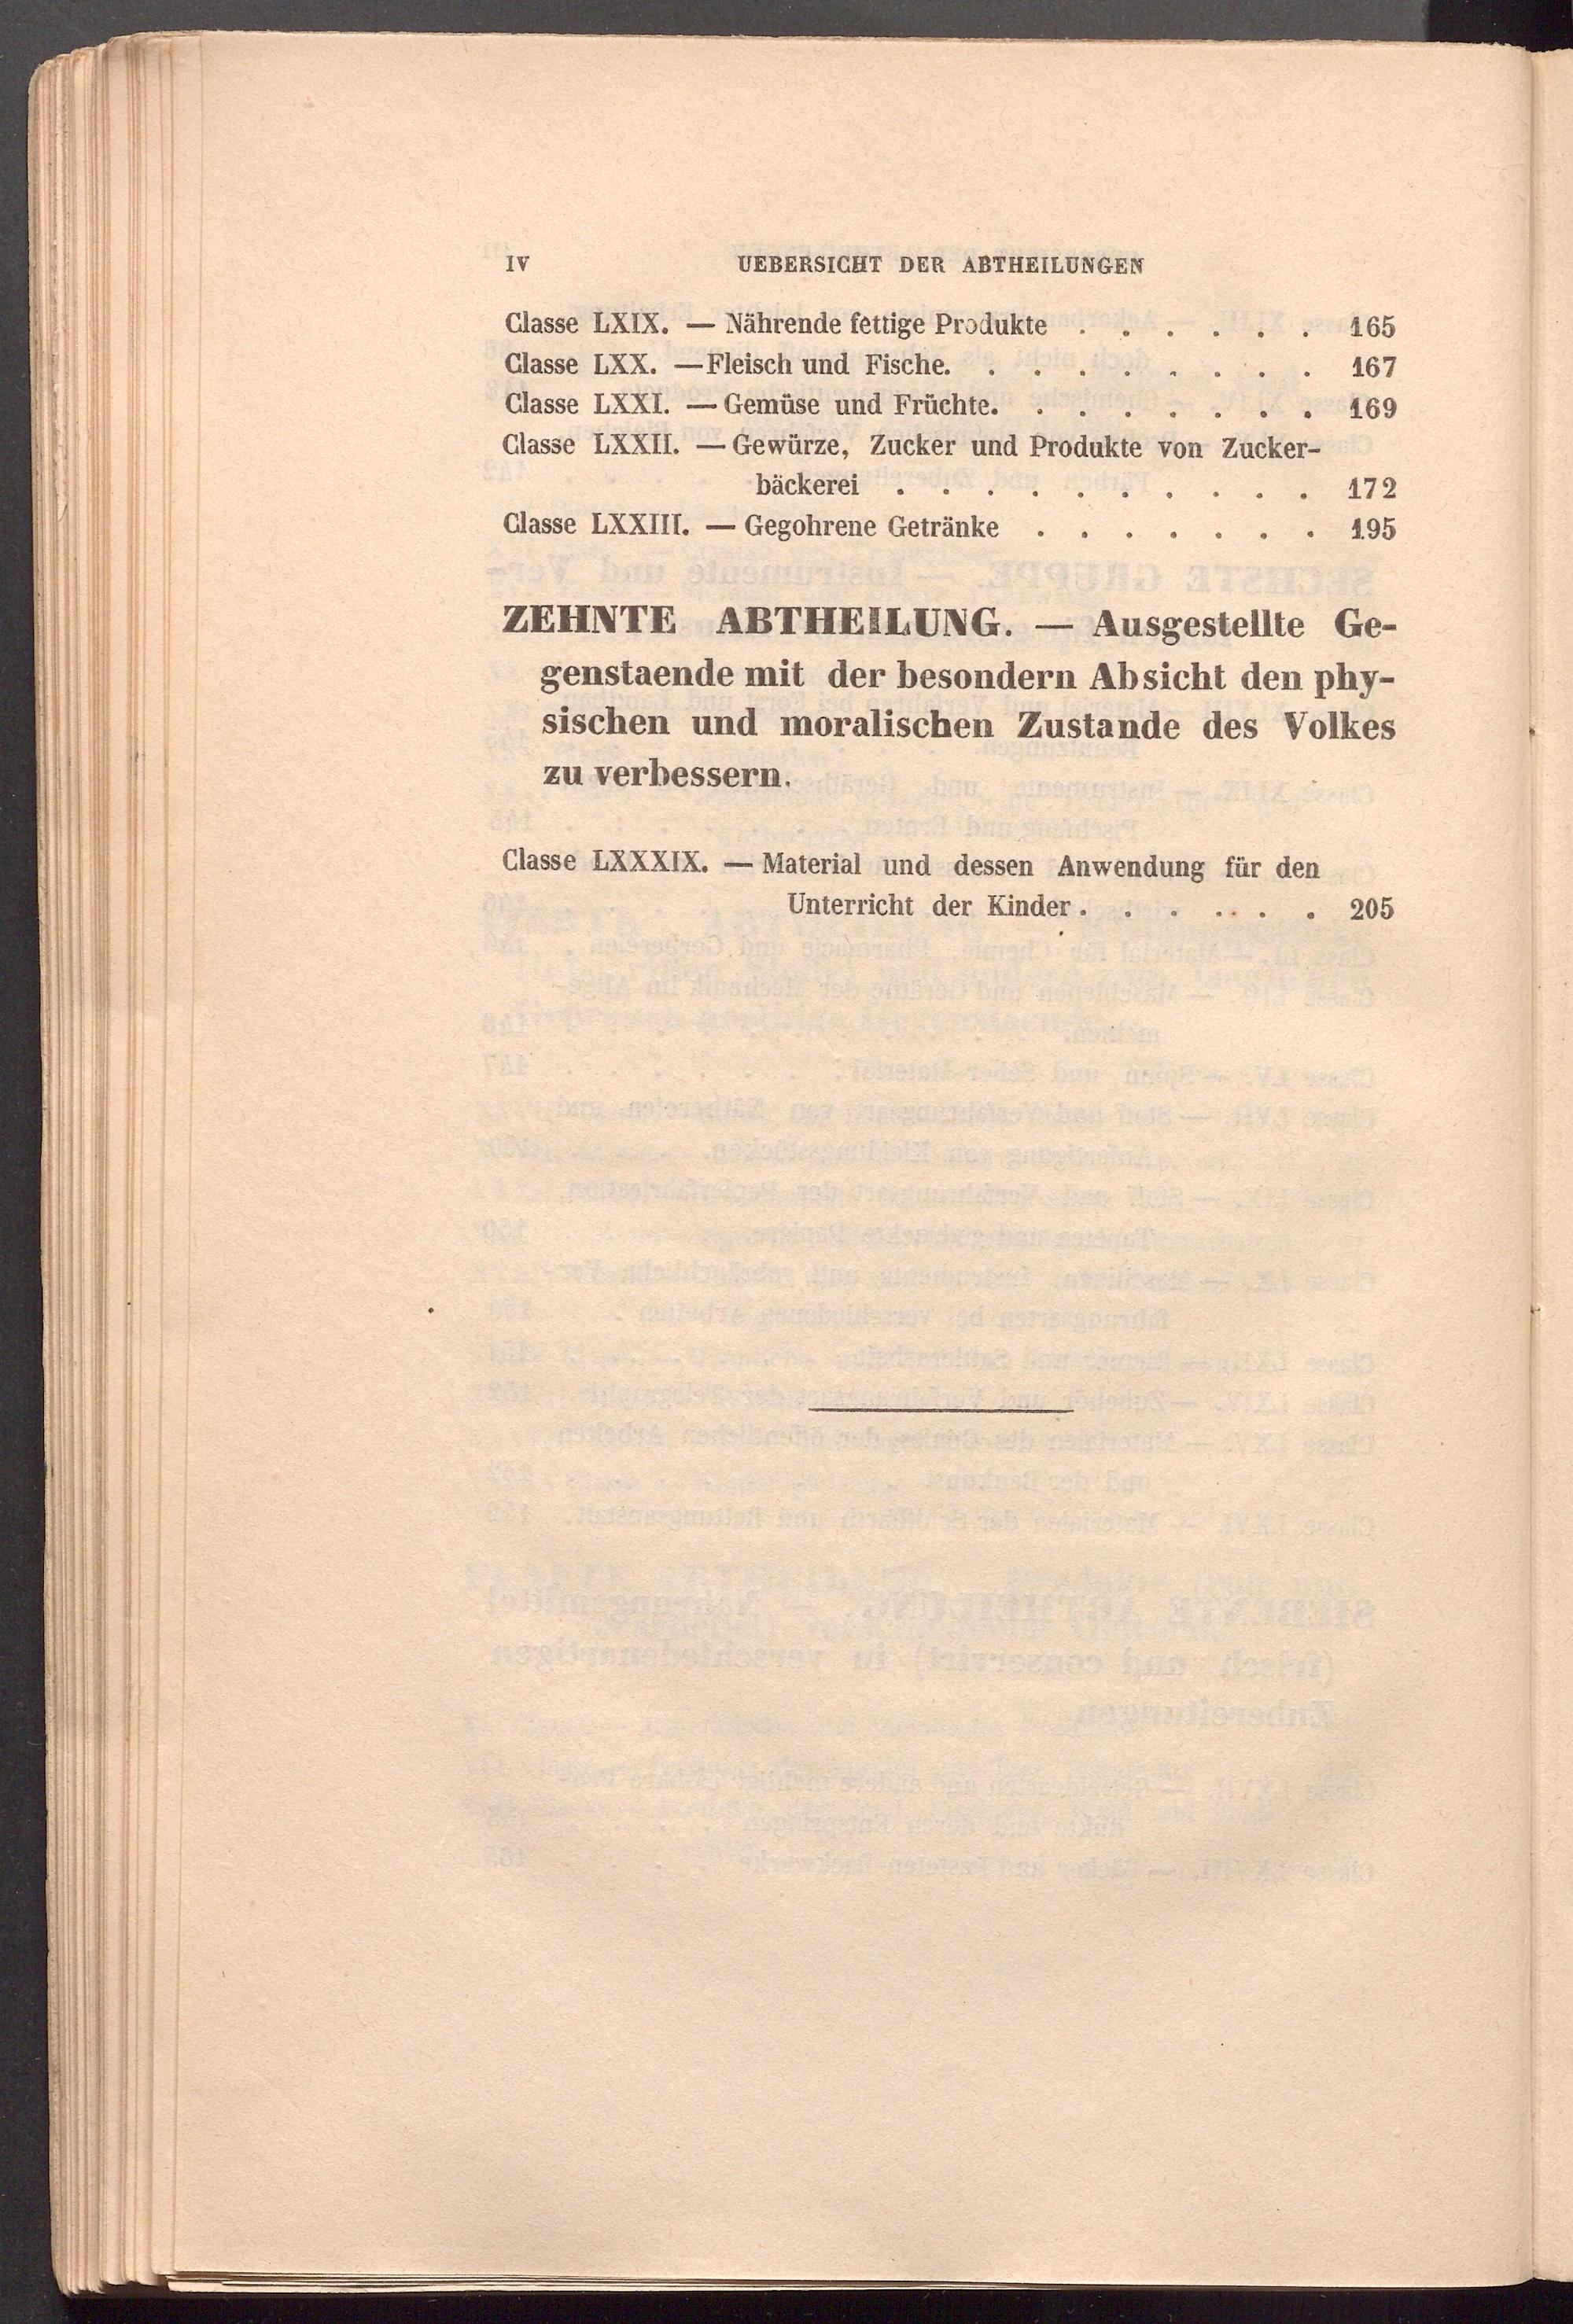 IV UEBERSICHT DER ABTHEILUNGEN
Classe LXIX. — Nährende fettige Produkte . . . . . . 165
Classe LXX. — Fleisch und Fische. . . . . . . . . . 167
Classe LXXI. — Gemüse und Früchte. . . . . . . . 169
Classe LXXII. — Gewürze, Zucker und Produkte von Zucker-
bäckerei . . . . . . . . . . 172
Classe LXXIII. — Gegohrene Getränke . . . . . . . 195
ZEHNTE ABTHEILUNG. — Ausgestellte Ge-
genstaende mit der besondern Absicht den phy-
sischen und moralischen Zustande des Volkes
zu verbessern.
Classe LXXXIX. — Material und dessen Anwendung für den
Unterricht der Kinder . . . . . . 205